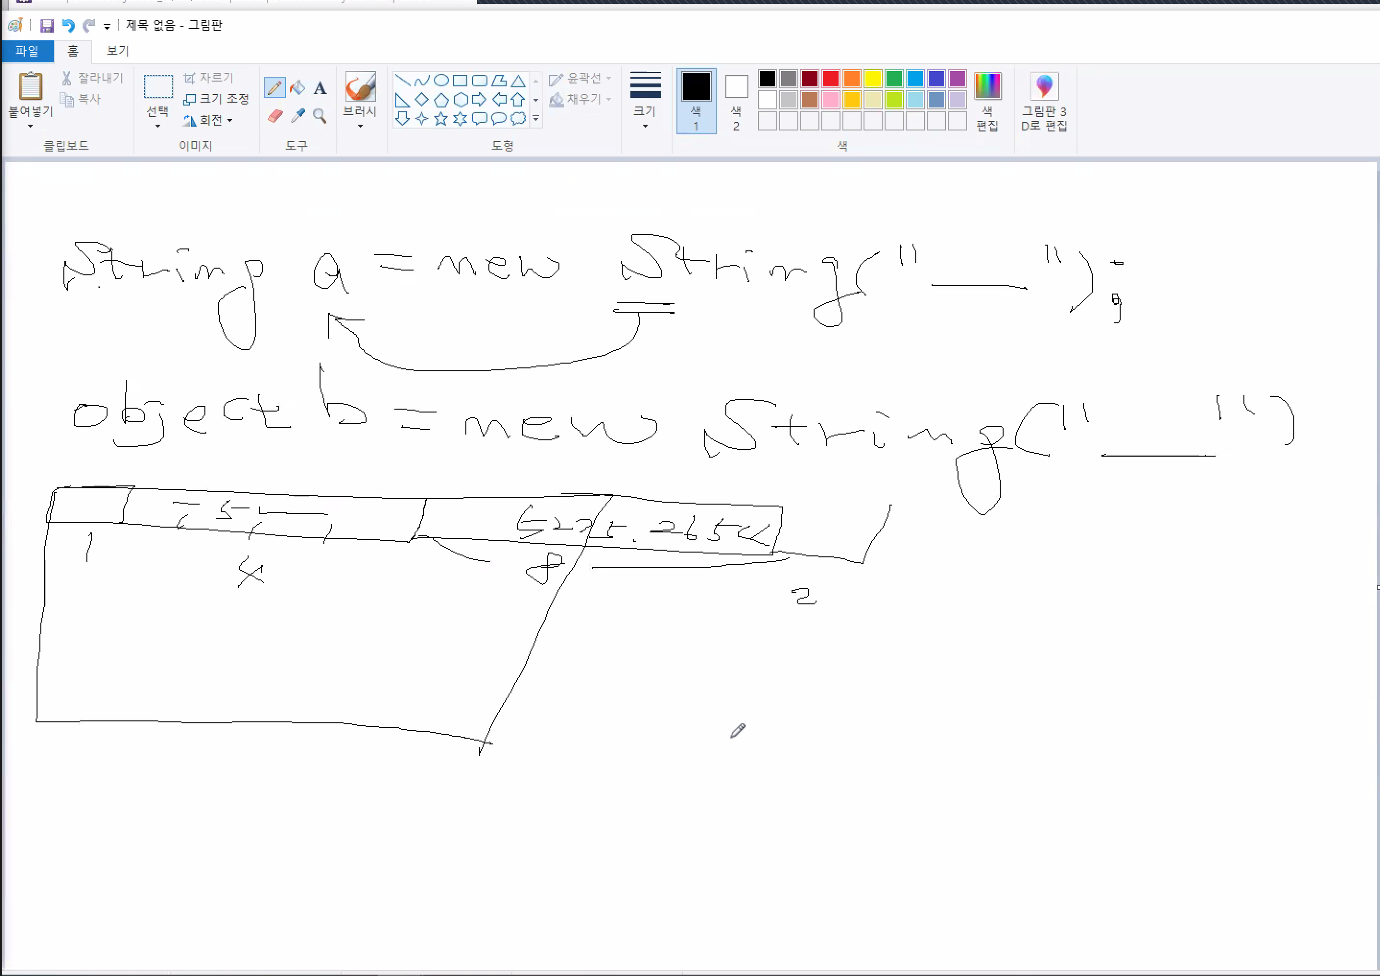 제목 없음 - 그림판
파일 홈 보기
붙여넣기
잘라내기
복사
클립보드
선택
자르기
크기 조정
회전
이미지
A
도구
브러시
윤곽선
채우기
도형
크기
색 1
색 2
색 편집
그림판 3D로 편집
색
String a = new String("___");
object b = new String("___")
1 4 8 2